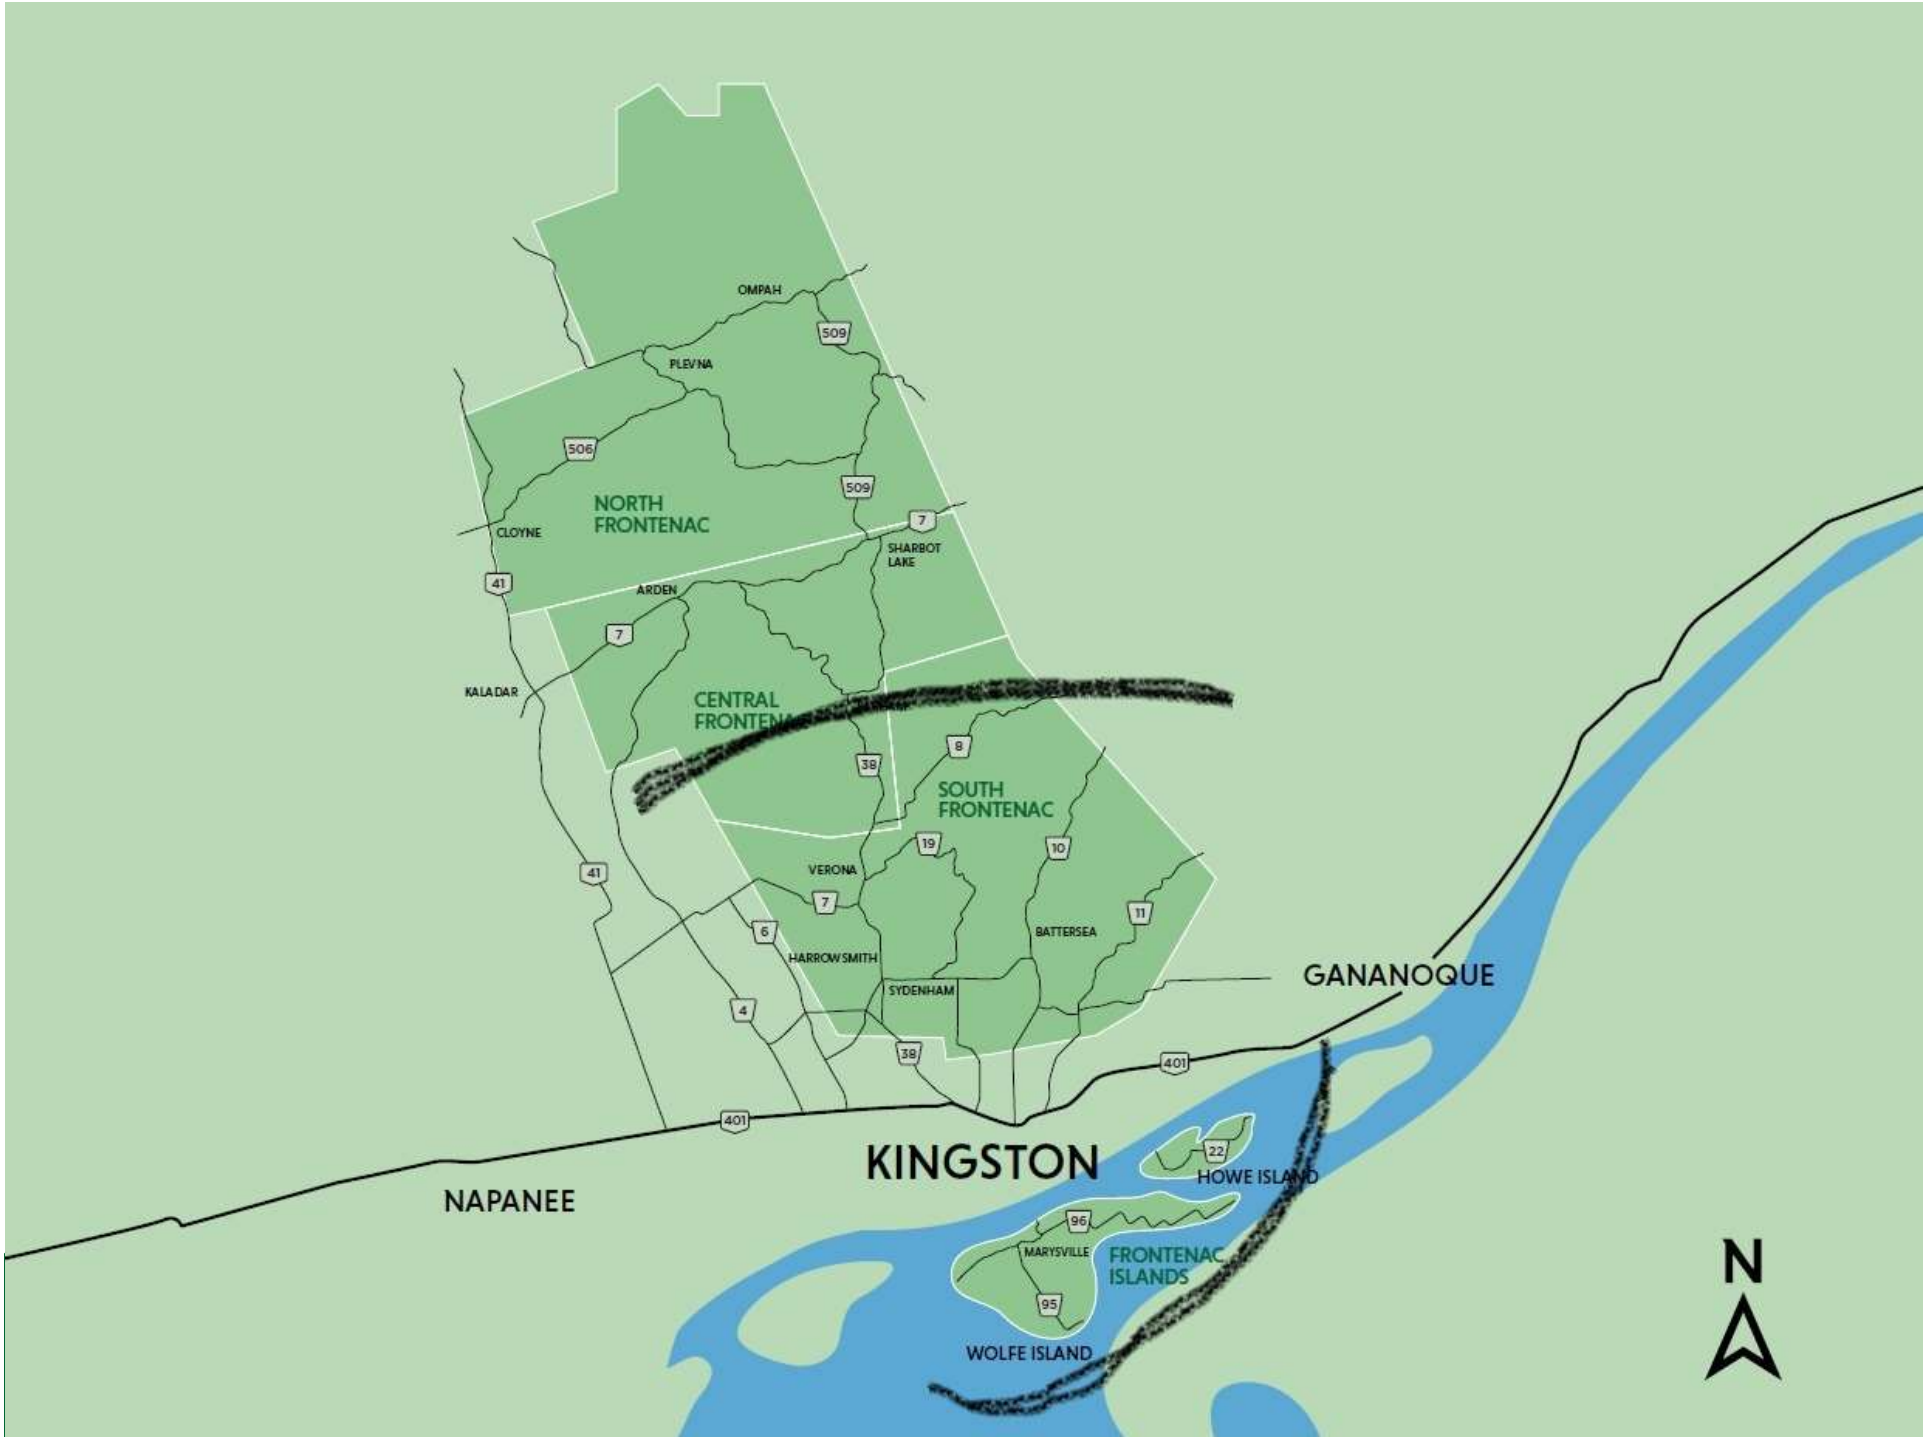 OMPAH
509
PLEVNA
506
509
NORTH
FRONTENAC
7
CLOYNE
SHARBOT
LAKE
41
ARDEN
7
KALADAR
CENTRAL
FRONTENAC
8
38
SOUTH
FRONTENAC
19
10
VERONA
41
7
11
6
BATTERSEA
HARROWSMITH
GANANOQUE
SYDENHAM
4
38
401
401
KINGSTON
22
HOWE ISLAND
NAPANEE
96
MARYSVILLE
FRONTENAC
ISLANDS
N
95
WOLFE ISLAND